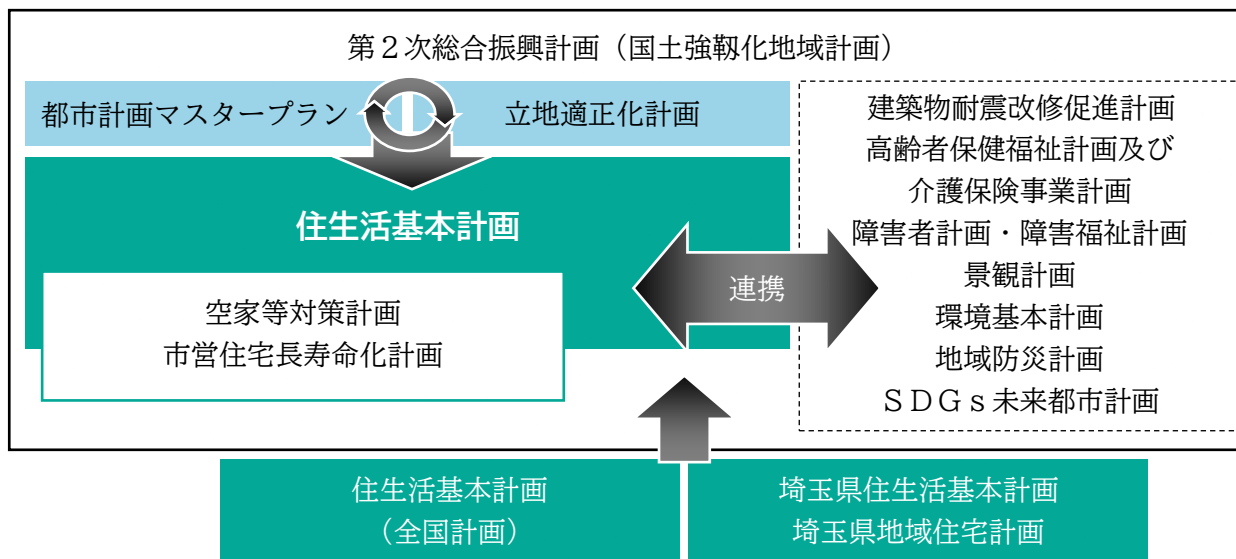 第２次総合振興計画（国土強靱化地域計画）
都市計画マスタープラン
立地適正化計画
住生活基本計画
空家等対策計画
市営住宅長寿命化計画
連携
建築物耐震改修促進計画
高齢者保健福祉計画及び
介護保険事業計画
障害者計画・障害福祉計画
景観計画
環境基本計画
地域防災計画
ＳＤＧｓ未来都市計画
住生活基本計画
（全国計画）
埼玉県住生活基本計画
埼玉県地域住宅計画